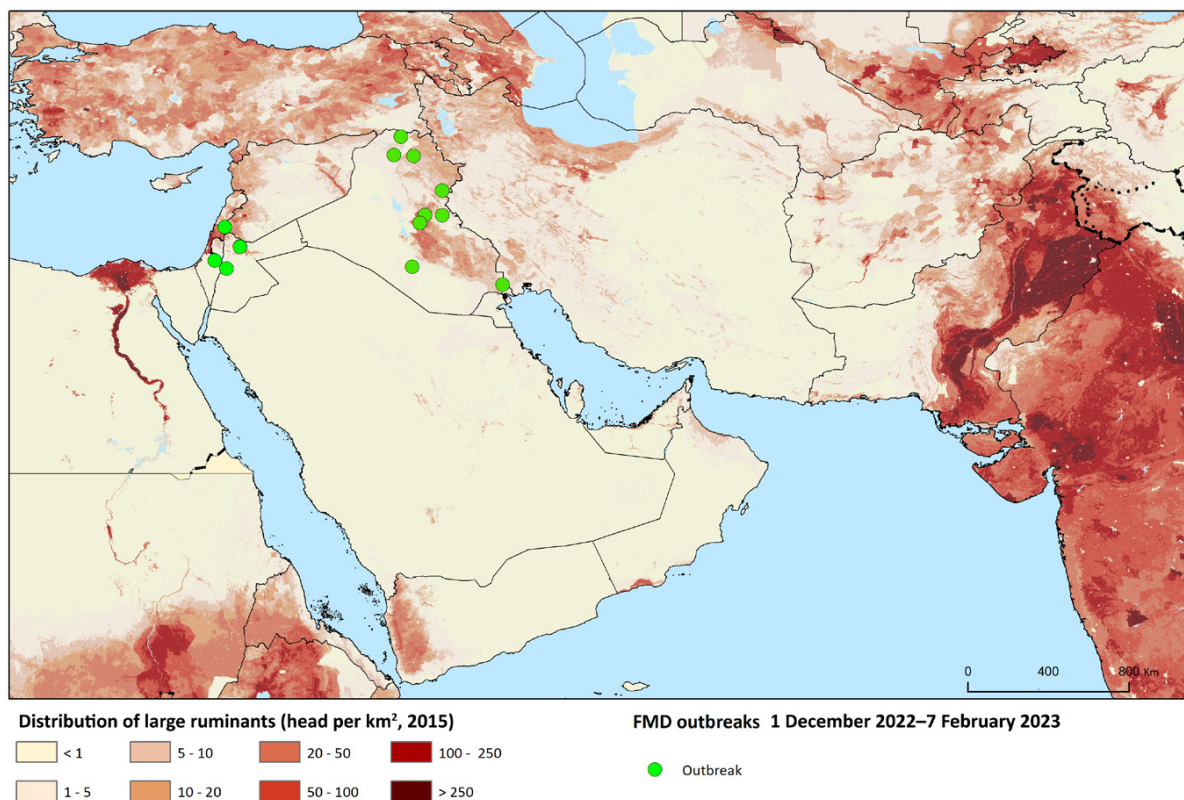 0 400 800 Km
Distribution of large ruminants (head per km², 2015)
< 1
5 - 10
20 - 50
100 - 250
1 - 5
10 - 20
50 - 100
> 250
FMD outbreaks 1 December 2022–7 February 2023
Outbreak